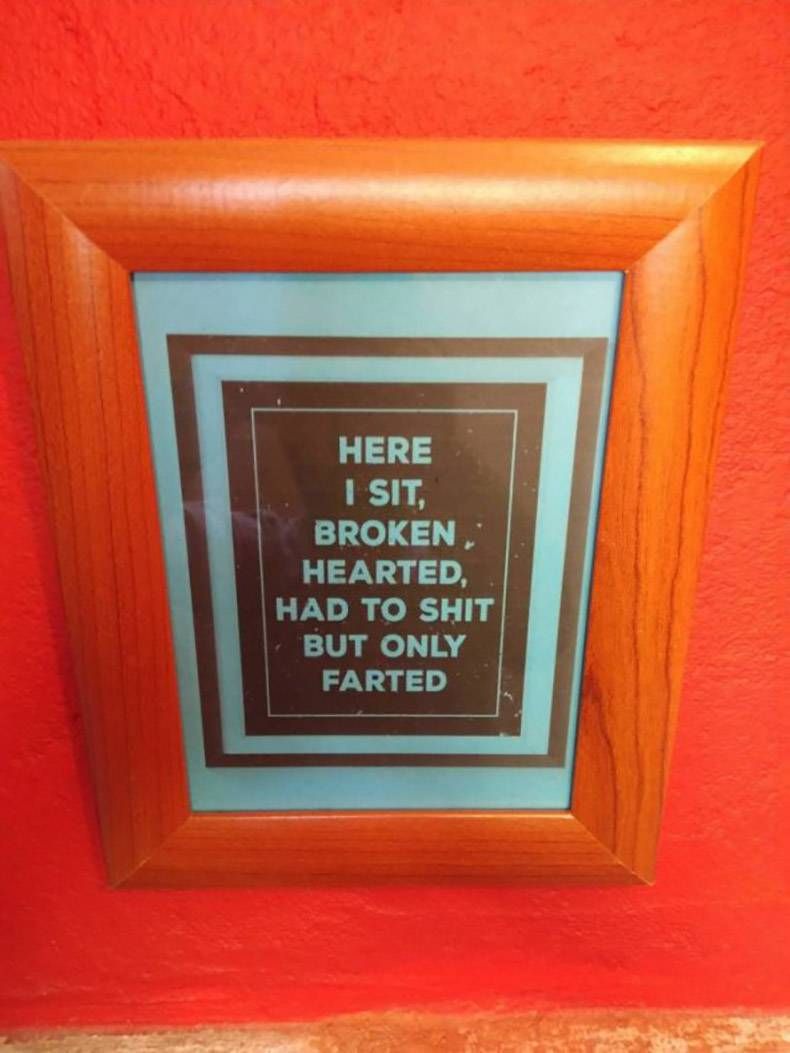 HERE
I SIT,
BROKEN
HEARTED,
HAD TO SHIT
BUT ONLY
FARTED